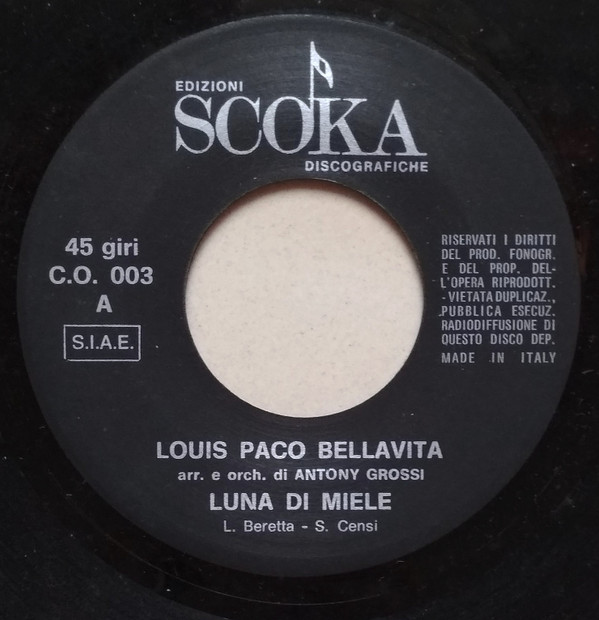 EDIZIONI
SCOKA
DISCOGRAFICHE
45 giri
C.O. 003
A
S.I.A.E.
RISERVATI I DIRITTI
DEL PROD. FONOGR.
E DEL PROP. DEL-
L'OPERA RIPRODOTT.
- VIETATA DUPLICAZ.,
PUBBLICA ESECUZ.
RADIODIFFUSIONE DI
QUESTO DISCO DEP.
MADE IN ITALY
LOUIS PACO BELLAVITA
arr. e orch. di ANTONY GROSSI
LUNA DI MIELE
L. Beretta - S. Censi